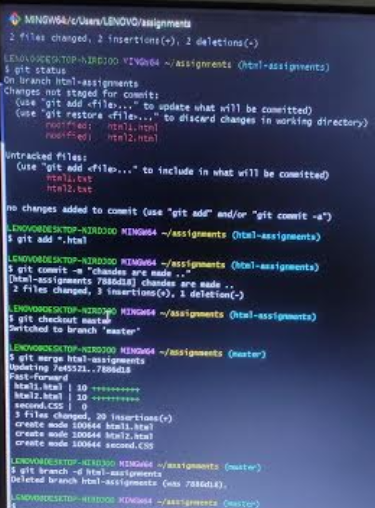 MINGW64:/c/Users/LENOVO/assignments
2 files changed, 2 insertions(+), 2 deletions(-)
LENOVO@DESKTOP-NIRDJOO MINGW64 ~/assignments (html-assignments)
$ git status
On branch html-assignments
Changes not staged for commit:
(use "git add <file>..." to update what will be committed)
(use "git restore <file>..." to discard changes in working directory)
modified: html1.html
modified: html2.html
Untracked files:
(use "git add <file>..." to include in what will be committed)
html1.txt
html2.txt
no changes added to commit (use "git add" and/or "git commit -a")
LENOVO@DESKTOP-NIRDJOO MINGW64 ~/assignments (html-assignments)
$ git add *.html
LENOVO@DESKTOP-NIRDJOO MINGW64 ~/assignments (html-assignments)
$ git commit -m "chandes are made .."
[html-assignments 7886d18] chandes are made ..
2 files changed, 3 insertions(+), 1 deletion(-)
LENOVO@DESKTOP-NIRDJOO MINGW64 ~/assignments (html-assignments)
$ git checkout master
Switched to branch 'master'
LENOVO@DESKTOP-NIRDJOO MINGW64 ~/assignments (master)
$ git merge html-assignments
Updating 7e45521..7886d18
Fast-forward
html1.html | 10 ++++++++++
html2.html | 10 ++++++++++
second.CSS | 0
3 files changed, 20 insertions(+)
create mode 100644 html1.html
create mode 100644 html2.html
create mode 100644 second.CSS
LENOVO@DESKTOP-NIRDJOO MINGW64 ~/assignments (master)
$ git branch -d html-assignments
Deleted branch html-assignments (was 7886d18).
LENOVO@DESKTOP-NIRDJOO MINGW64 ~/assignments (master)